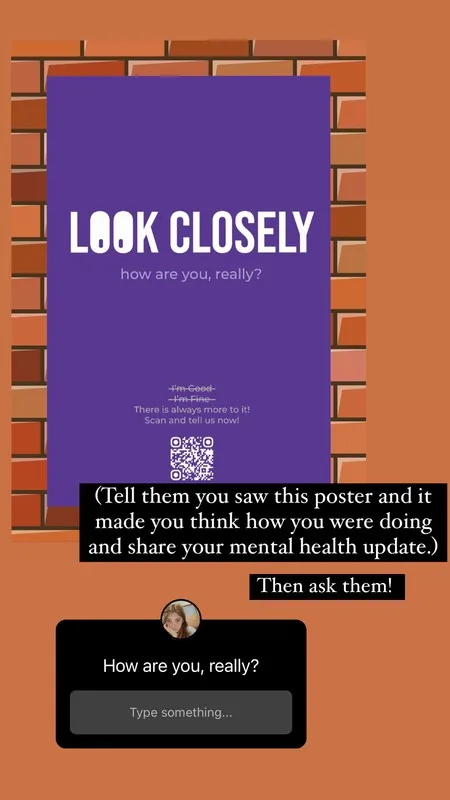 LOOK CLOSELY
how are you, really?
I'm Good
I'm Fine
There is always more to it!
Scan and tell us now!
(Tell them you saw this poster and it
made you think how you were doing
and share your mental health update.)
Then ask them!
How are you, really?
Type something...